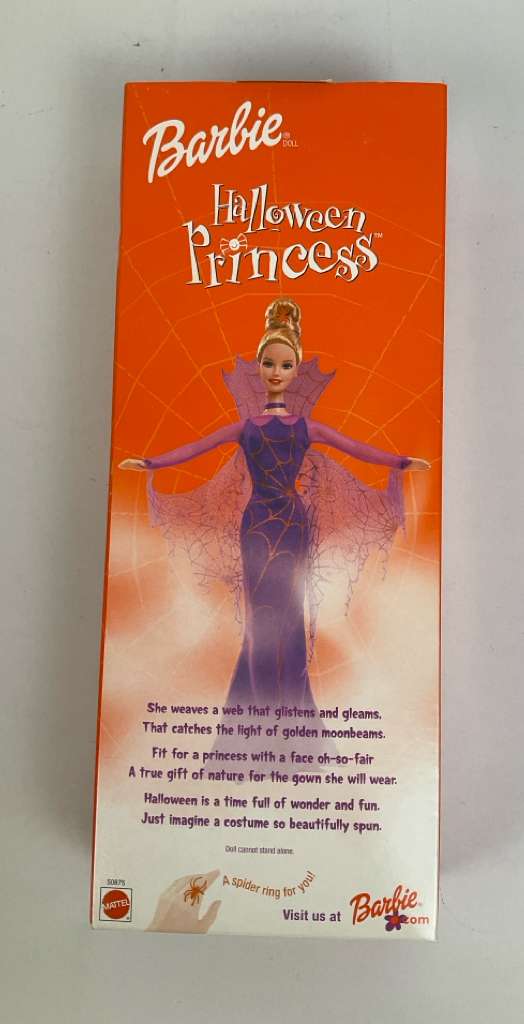 Barbie®
DOLL
Halloween
Princess™
She weaves a web that glistens and gleams,
That catches the light of golden moonbeams.
Fit for a princess with a face oh-so-fair
A true gift of nature for the gown she will wear.
Halloween is a time full of wonder and fun.
Just imagine a costume so beautifully spun.
Doll cannot stand alone.
A spider ring for you!
50875
MATTEL
®
Visit us at Barbie®.com